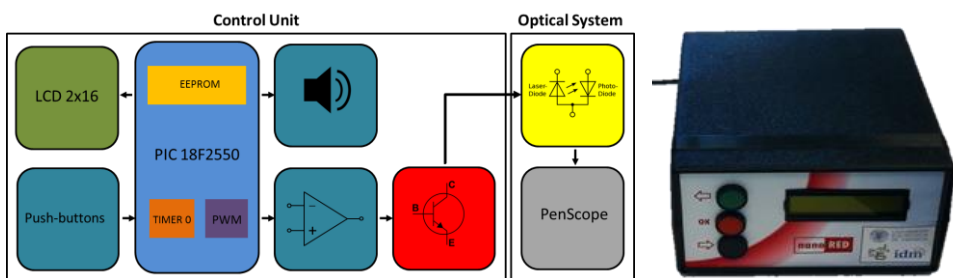 Control Unit
Optical System
LCD 2x16
EEPROM
PIC 18F2550
TIMER 0
PWM
Push-buttons
B
C
E
Laser-
Diode
Photo-
Diode
PenScope
OK
nanoRED
idm